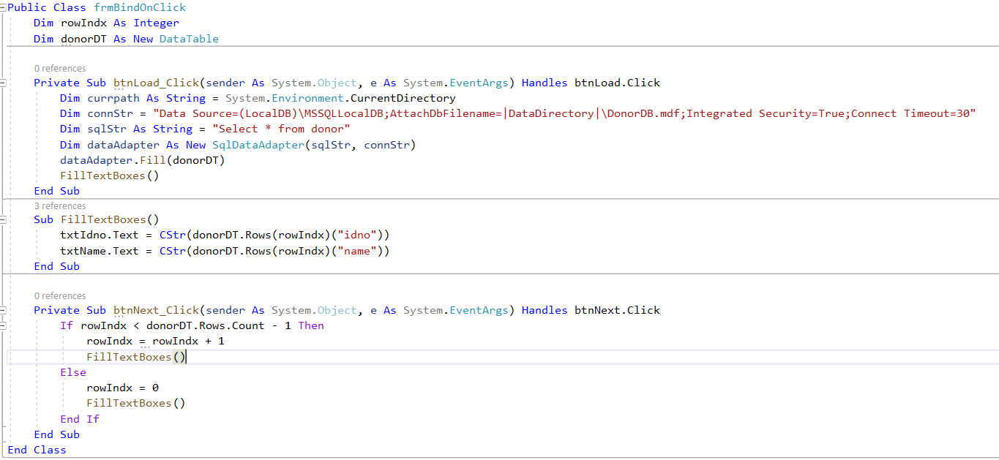 Public Class frmBindOnClick
Dim rowIndx As Integer
Dim donorDT As New DataTable
0 references
Private Sub btnLoad_Click(sender As System.Object, e As System.EventArgs) Handles btnLoad.Click
Dim currpath As String = System.Environment.CurrentDirectory
Dim connStr = "Data Source=(LocalDB)\MSSQLLocalDB;AttachDbFilename=|DataDirectory|\DonorDB.mdf;Integrated Security=True;Connect Timeout=30"
Dim sqlStr As String = "Select * from donor"
Dim dataAdapter As New SqlDataAdapter(sqlStr, connStr)
dataAdapter.Fill(donorDT)
FillTextBoxes()
End Sub
3 references
Sub FillTextBoxes()
txtIdno.Text = CStr(donorDT.Rows(rowIndx)("idno"))
txtName.Text = CStr(donorDT.Rows(rowIndx)("name"))
End Sub
0 references
Private Sub btnNext_Click(sender As System.Object, e As System.EventArgs) Handles btnNext.Click
If rowIndx < donorDT.Rows.Count - 1 Then
rowIndx = rowIndx + 1
FillTextBoxes()
Else
rowIndx = 0
FillTextBoxes()
End If
End Sub
End Class